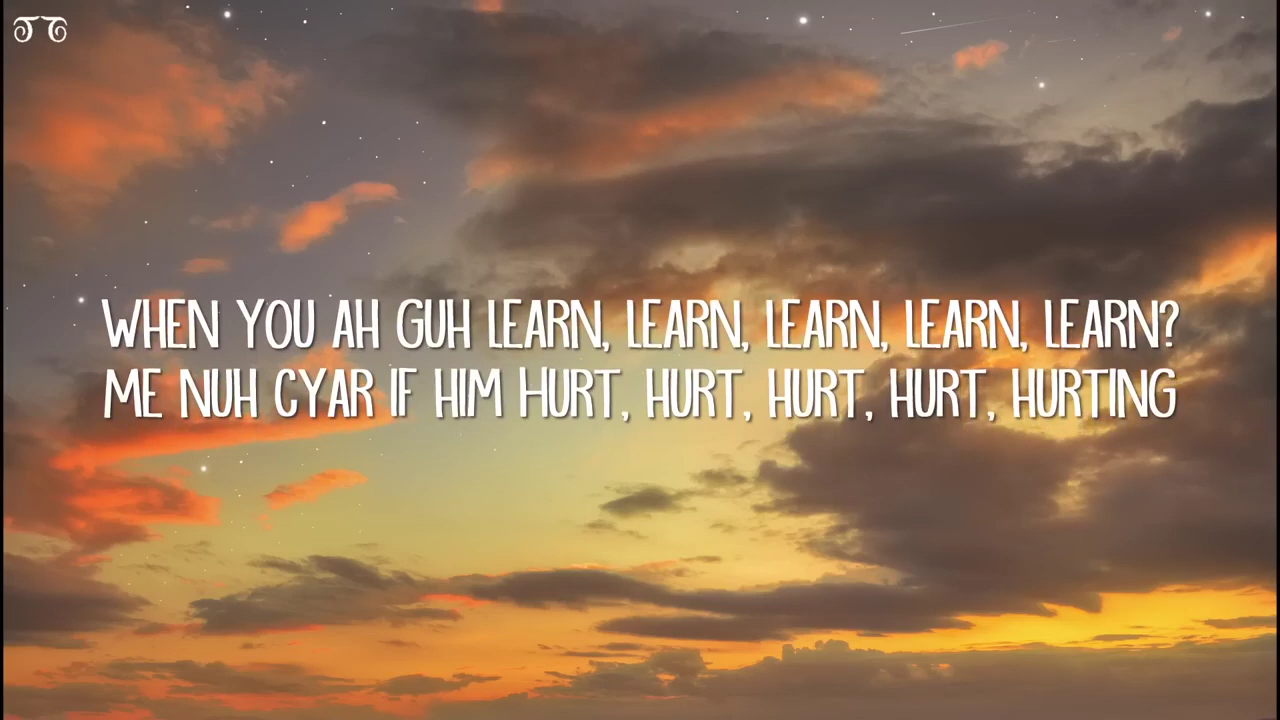 WHEN YOU AH GUH LEARN, LEARN, LEARN, LEARN, LEARN?
ME NUH CYAR IF HIM HURT, HURT, HURT, HURT, HURTING